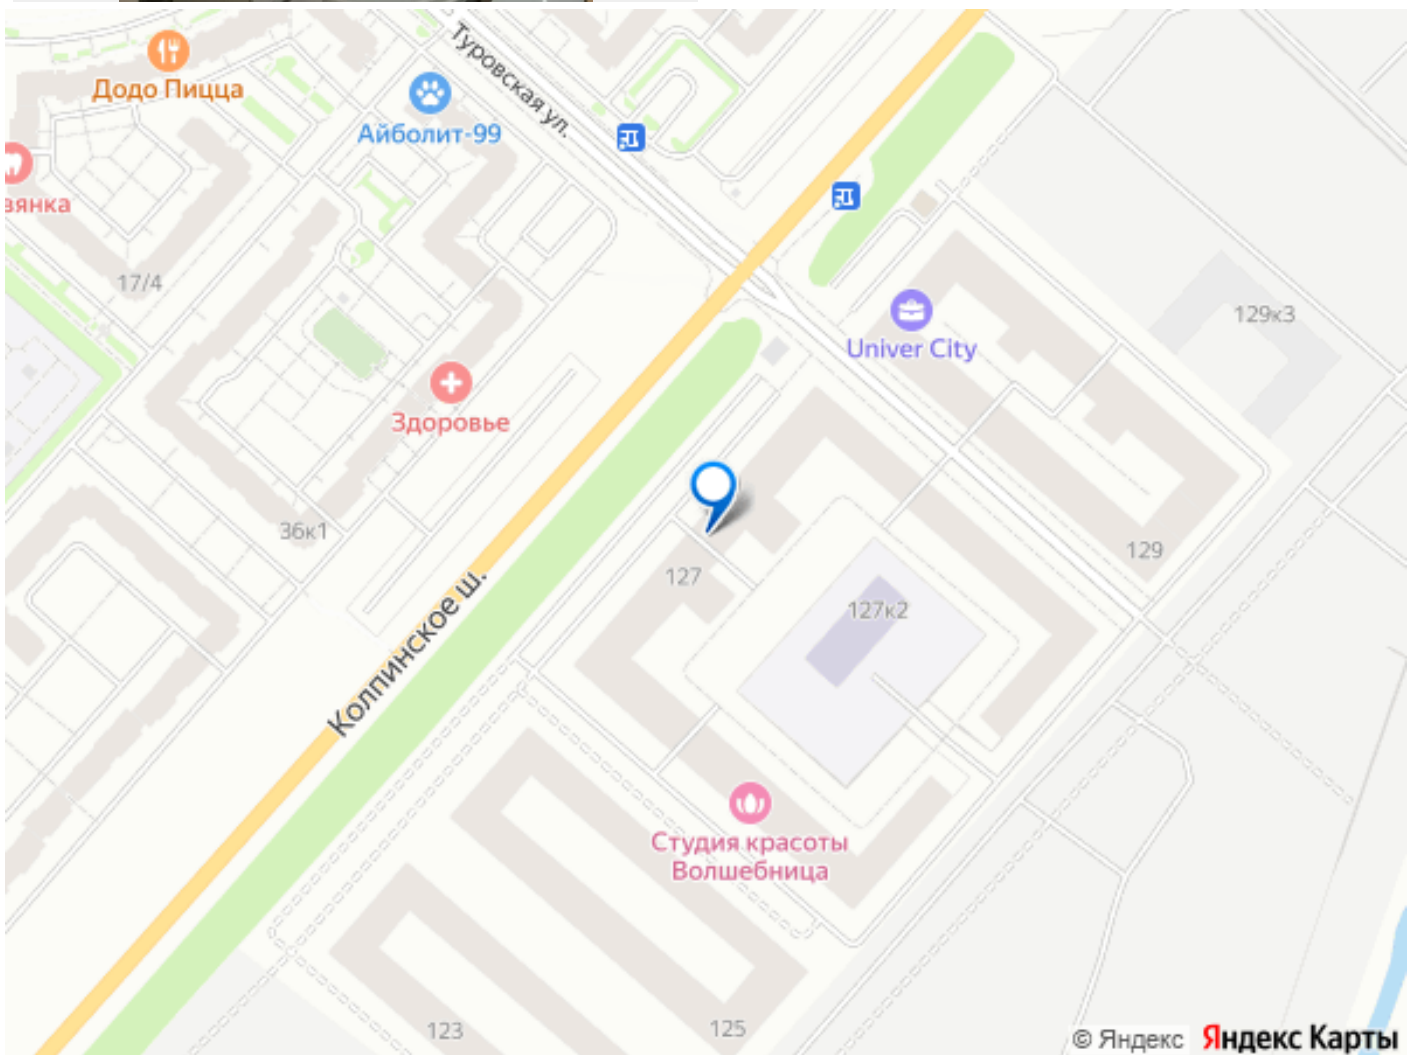 Додо Пицца
Туровская ул.
Айболит-99
вянка
17/4
129к3
Univer City
Здоровье
36к1
129
127
127к2
Колпинское ш.
Студия красоты
Волшебница
123
125
© Яндекс Яндекс Карты